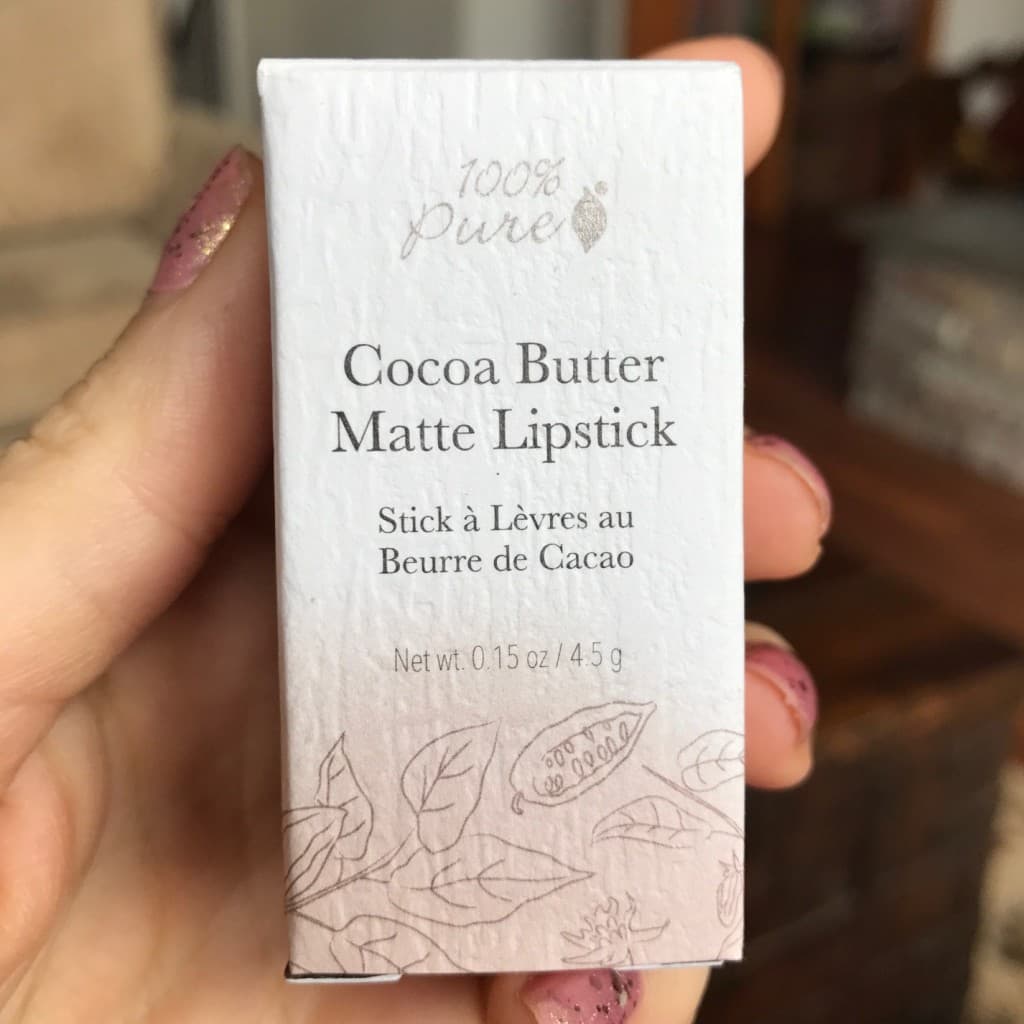 100%
Pure
Cocoa Butter
Matte Lipstick
Stick à Lèvres au
Beurre de Cacao
Net wt. 0.15 oz / 4.5 g